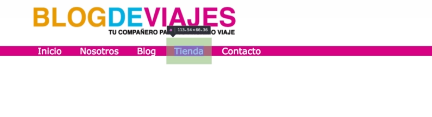 BLOGDEVIAJES
TU COMPAÑERO PA O VIAJE
Inicio Nosotros Blog Tienda Contacto